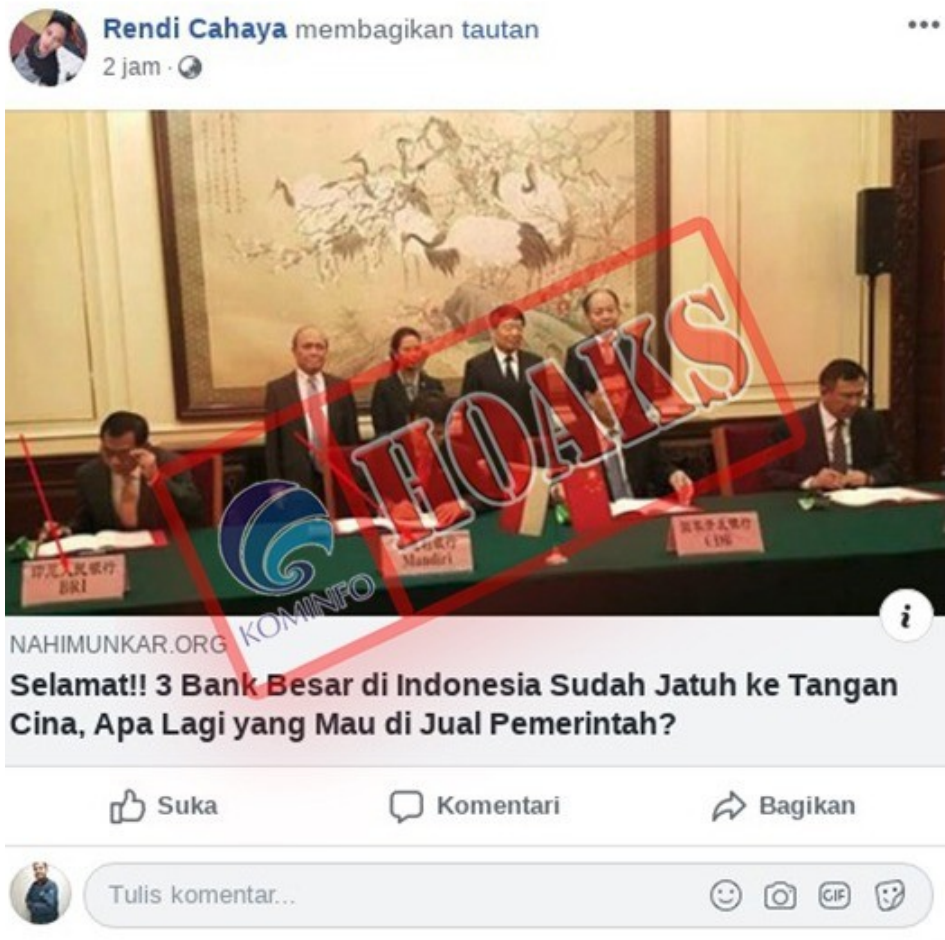 Rendi Cahaya membagikan tautan
2 jam ·
HOAKS
KOMINFO
BRI
Mandiri
CDB
NAHIMUNKAR.ORG
Selamat!! 3 Bank Besar di Indonesia Sudah Jatuh ke Tangan
Cina, Apa Lagi yang Mau di Jual Pemerintah?
Suka
Komentari
Bagikan
Tulis komentar...
GIF